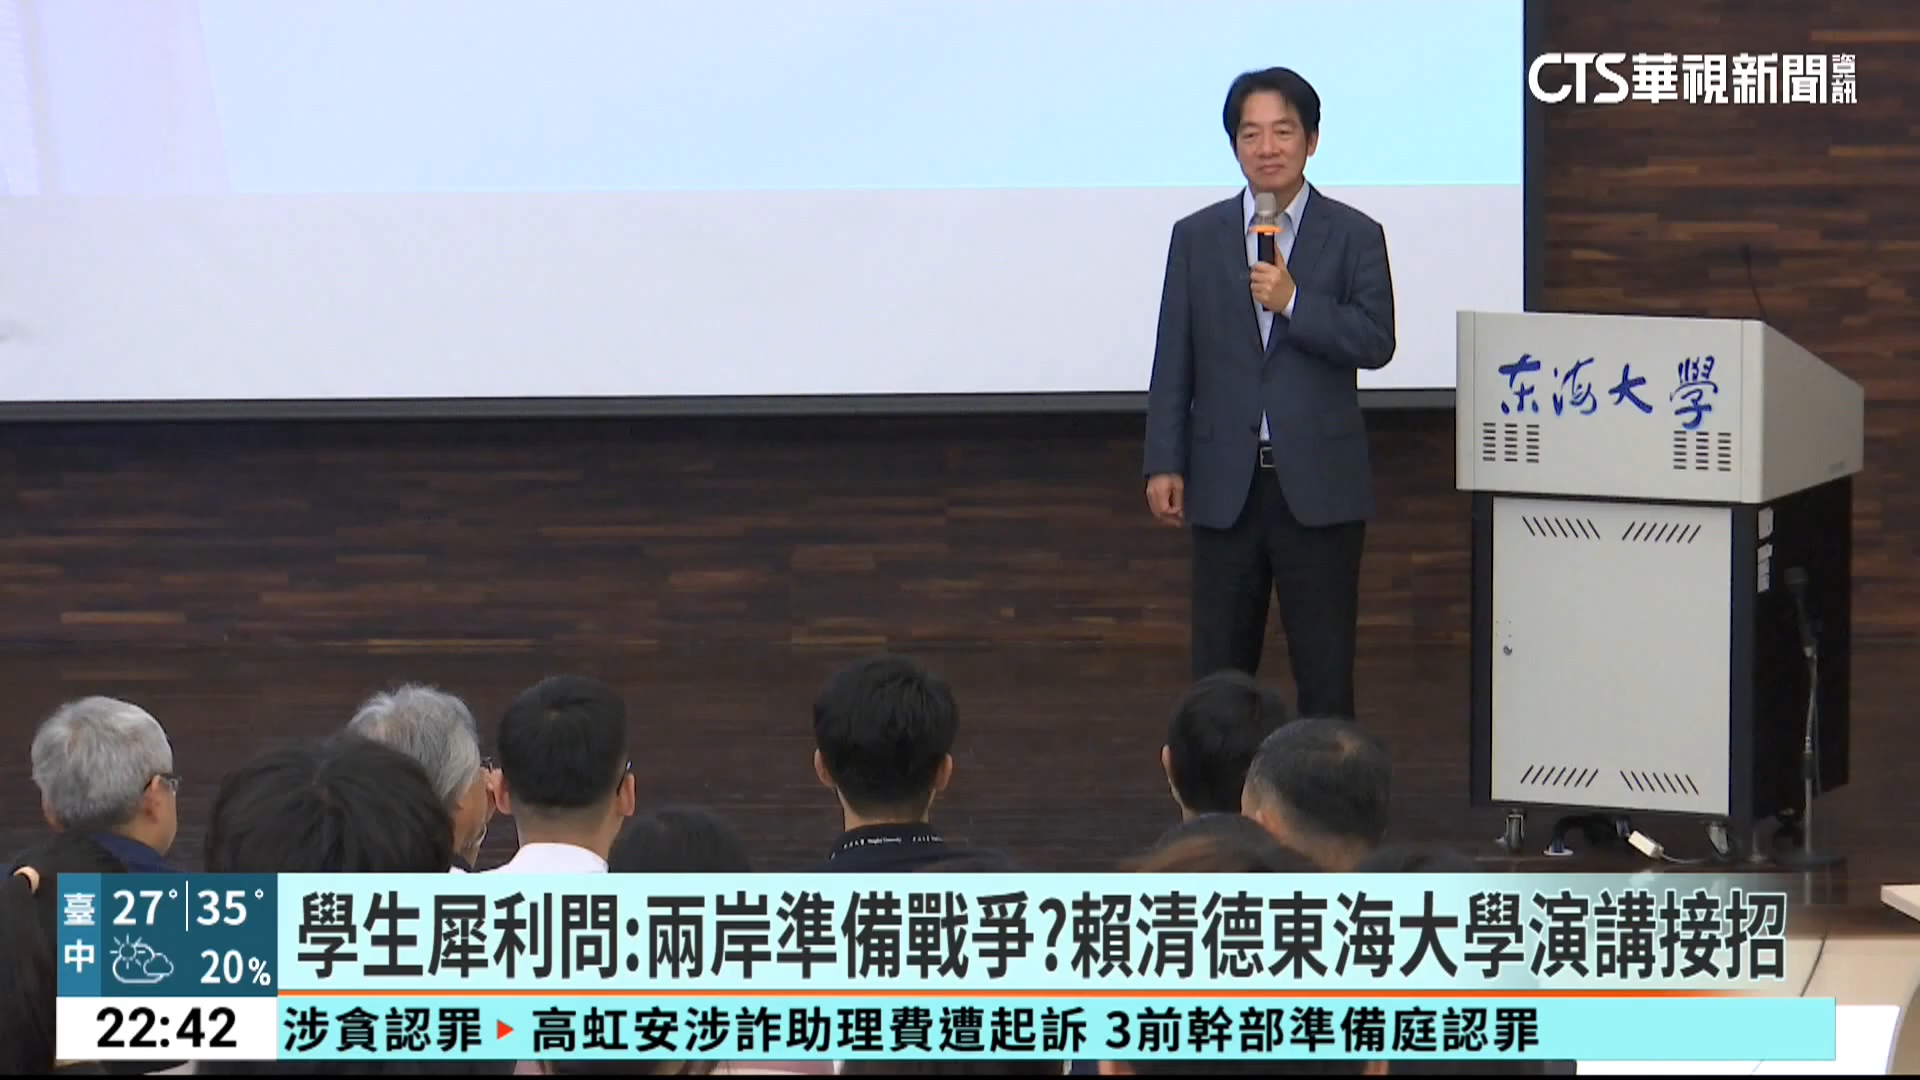 CTS華視新聞資訊
东海大學
臺中
27° 35°
20%
學生犀利問:兩岸準備戰爭?賴清德東海大學演講接招
22:42
涉貪認罪▶高虹安涉詐助理費遭起訴 3前幹部準備庭認罪